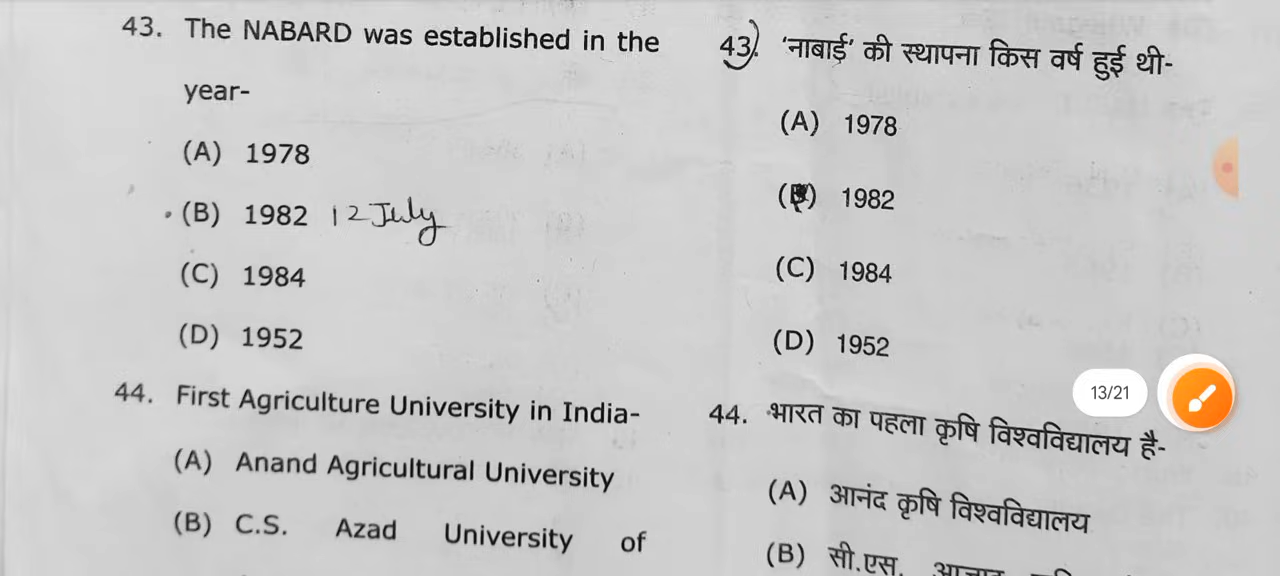 43. The NABARD was established in the
year-
(A) 1978
(B) 1982 12 July
(C) 1984
(D) 1952
44. First Agriculture University in India-
(A) Anand Agricultural University
(B) C.S. Azad University of
43. 'नाबार्ड' की स्थापना किस वर्ष हुई थी-
(A) 1978
(B) 1982
(C) 1984
(D) 1952
44. भारत का पहला कृषि विश्वविद्यालय है-
(A) आनंद कृषि विश्वविद्यालय
(B) सी.एस. आजाद
13/21